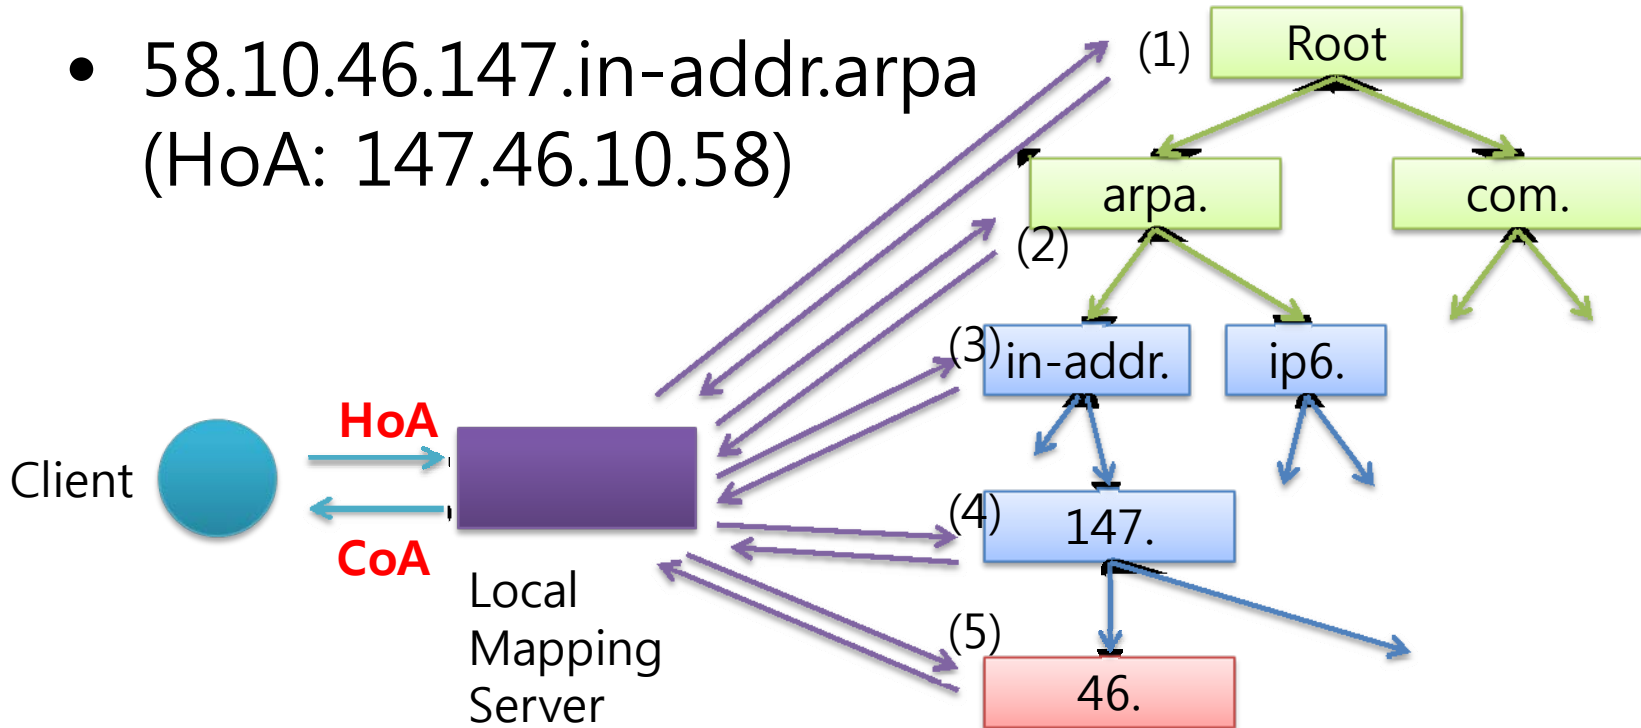 • 58.10.46.147.in-addr.arpa
(HoA: 147.46.10.58)
(1)
Root
arpa.
com.
(2)
(3)
in-addr.
ip6.
HoA
Client
CoA
(4)
147.
Local
Mapping
Server
(5)
46.